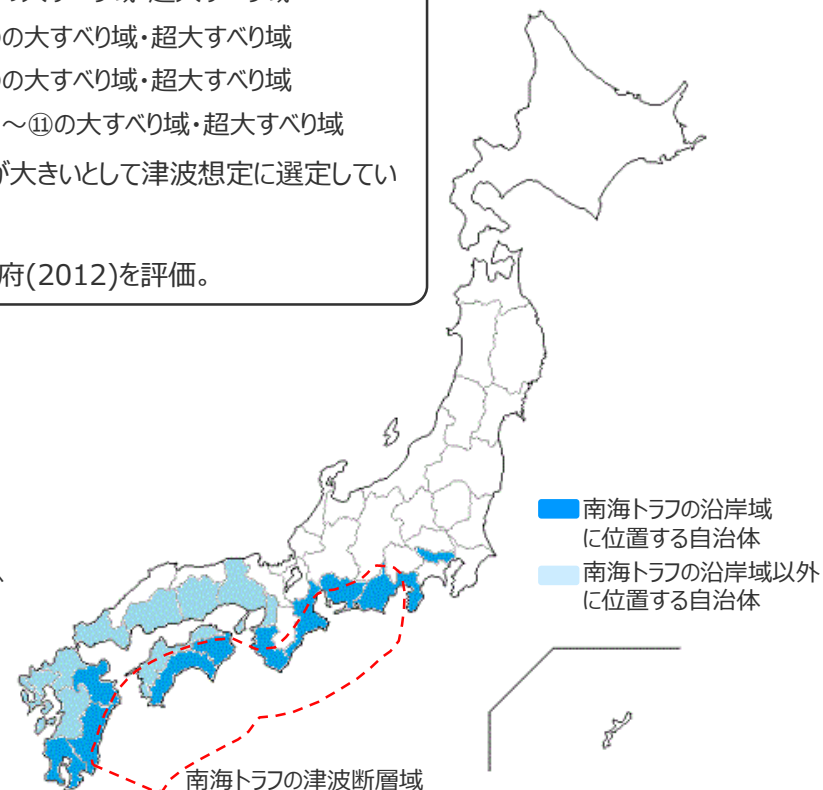 の大すべり域・超大すべり域
の大すべり域・超大すべり域
～⑪の大すべり域・超大すべり域
が大きいとして津波想定に選定してい
府(2012)を評価。
南海トラフの沿岸域
に位置する自治体
南海トラフの沿岸域以外
に位置する自治体
南海トラフの津波断層域